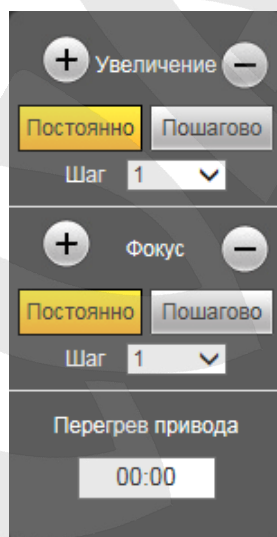 + Увеличение −
Постоянно Пошагово
Шаг 1
+ Фокус −
Постоянно Пошагово
Шаг 1
Перегрев привода
00:00